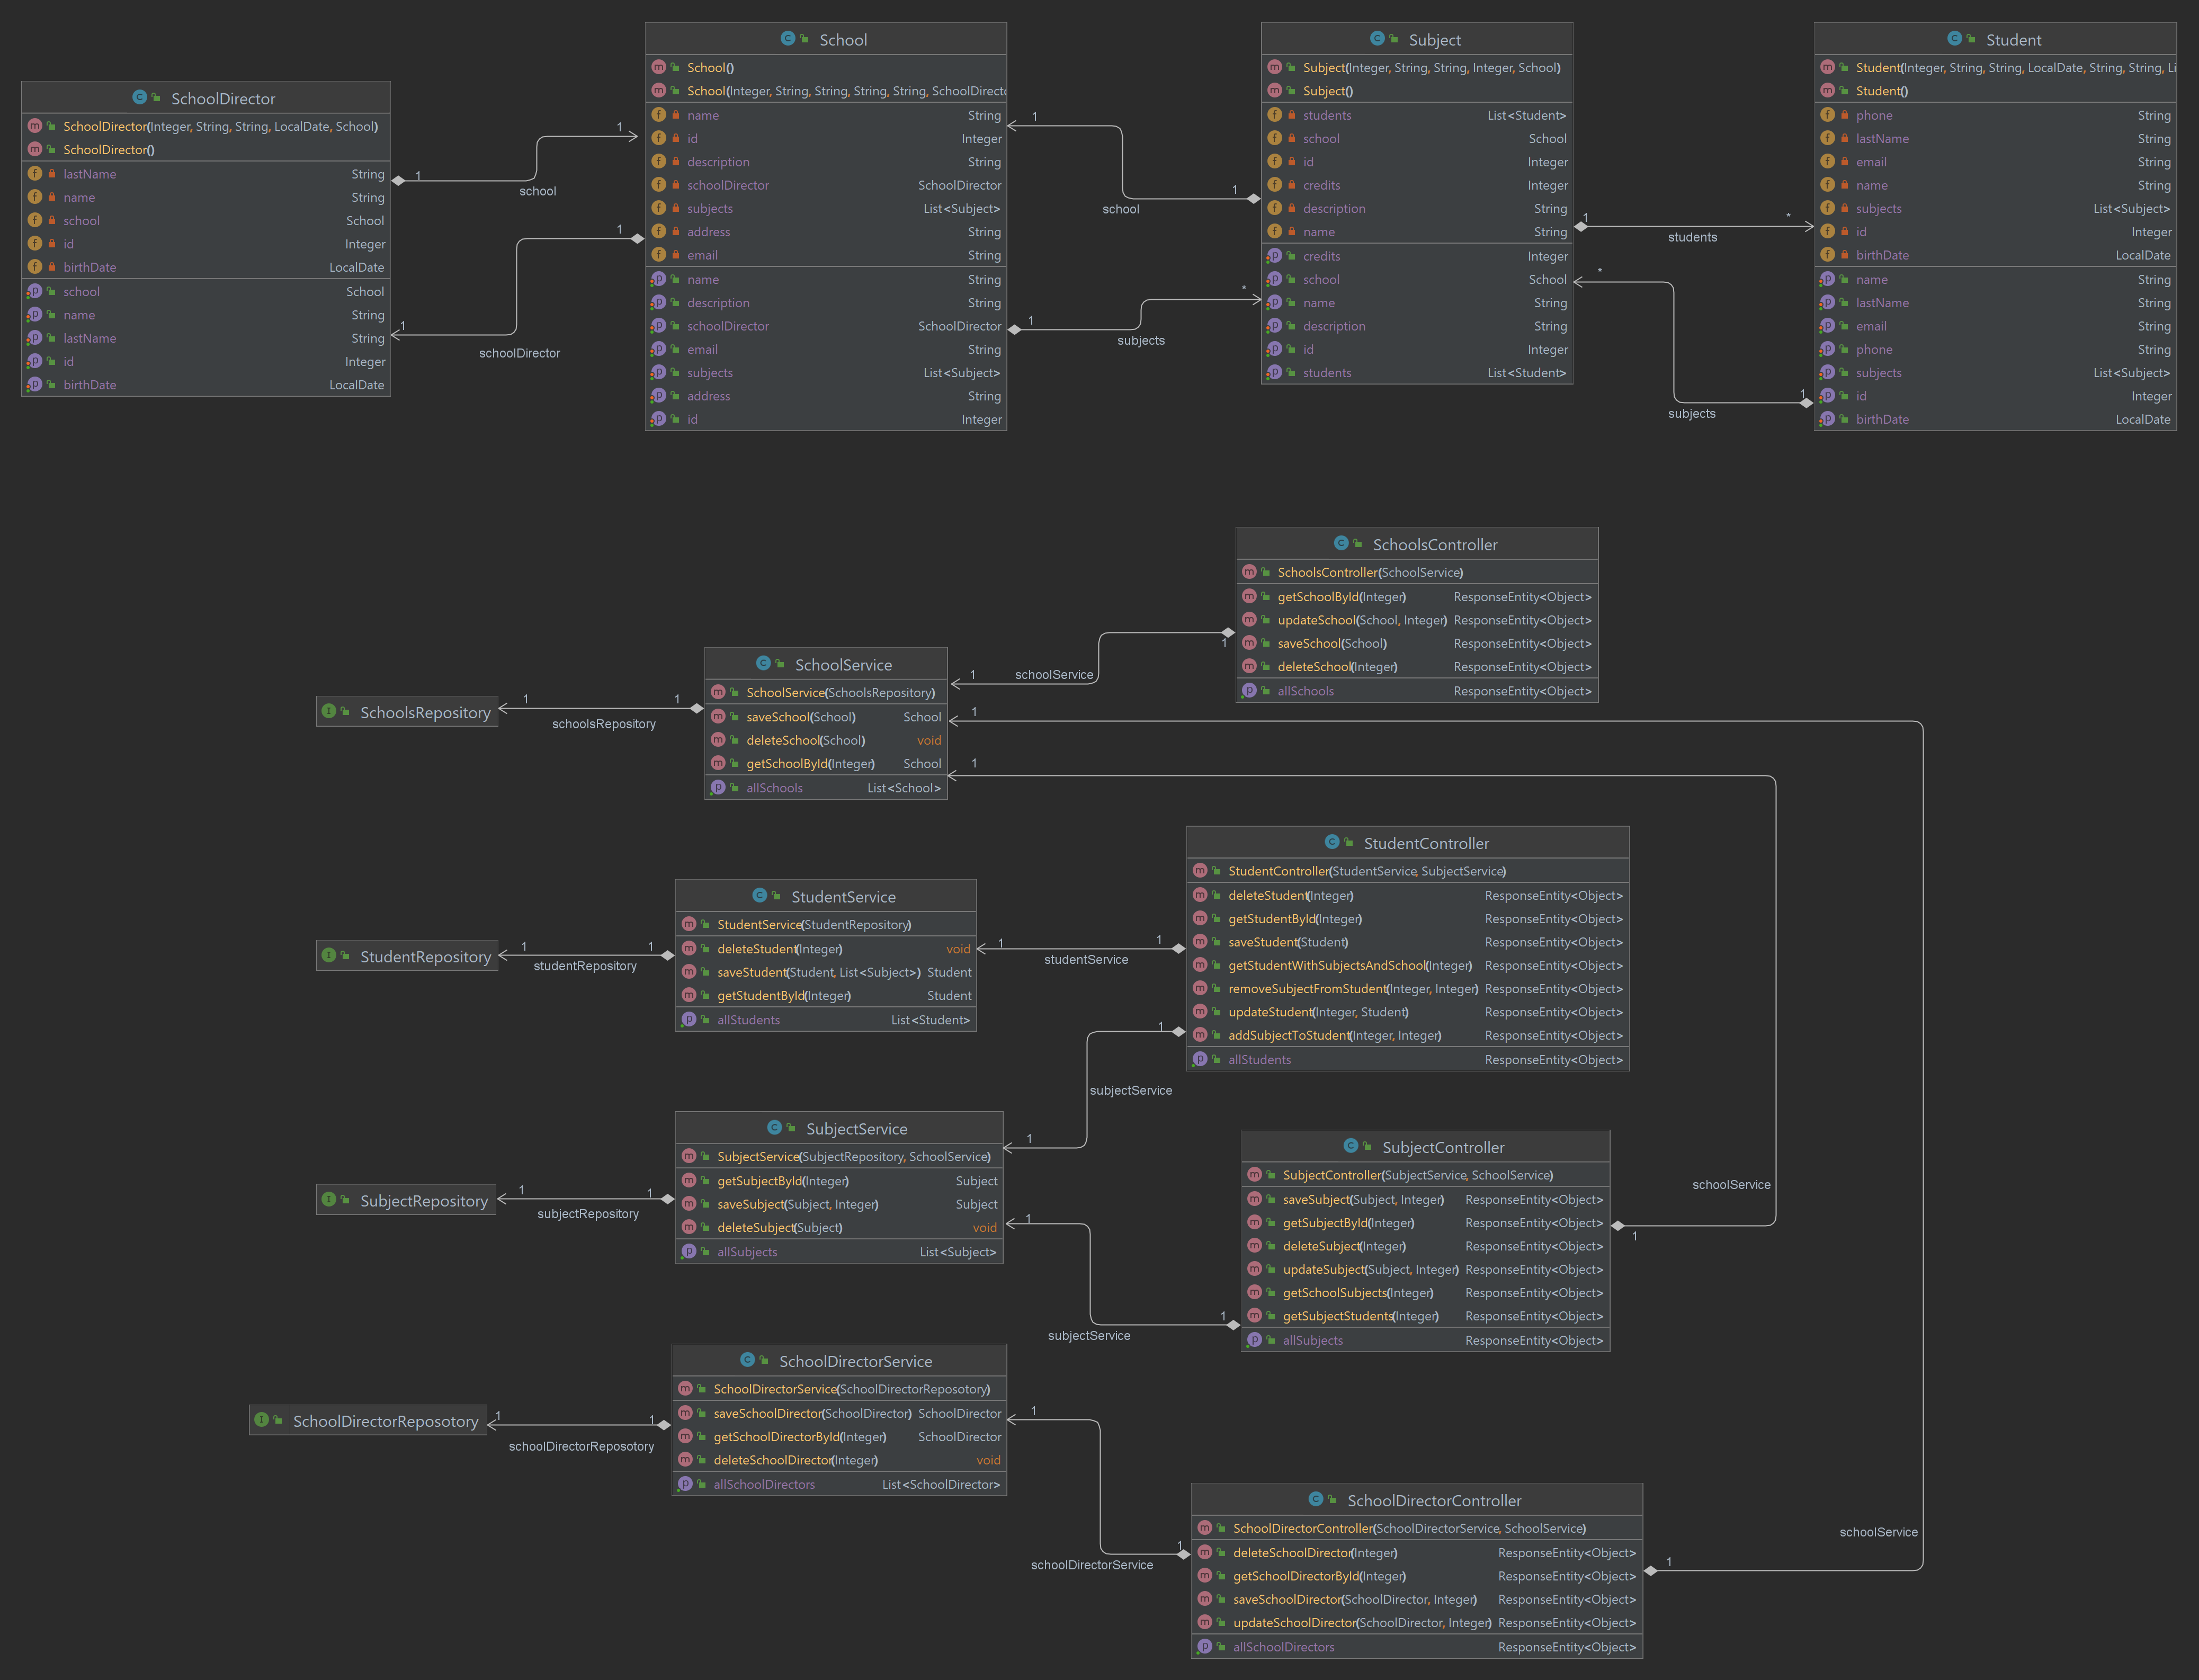 SchoolDirector
SchoolDirector(Integer, String, String, LocalDate, School)
SchoolDirector()
lastName String
name String
school School
id Integer
birthDate LocalDate
school School
name String
lastName String
id Integer
birthDate LocalDate
1
1
school
1
1
schoolDirector
School
School()
School(Integer, String, String, String, String, SchoolDirecto
name String
id Integer
description String
schoolDirector SchoolDirector
subjects List<Subject>
address String
email String
name String
description String
schoolDirector SchoolDirector
email String
subjects List<Subject>
address String
id Integer
1
1
school
1
*
subjects
Subject
Subject(Integer, String, String, Integer, School)
Subject()
students List<Student>
school School
id Integer
credits Integer
description String
name String
credits Integer
school School
name String
description String
id Integer
students List<Student>
1
*
students
*
1
subjects
Student
Student(Integer, String, String, LocalDate, String, String, Li
Student()
phone String
lastName String
email String
name String
subjects List<Subject>
id Integer
birthDate LocalDate
name String
lastName String
email String
phone String
subjects List<Subject>
id Integer
birthDate LocalDate
SchoolsController
SchoolsController(SchoolService)
getSchoolById(Integer) ResponseEntity<Object>
updateSchool(School, Integer) ResponseEntity<Object>
saveSchool(School) ResponseEntity<Object>
deleteSchool(Integer) ResponseEntity<Object>
allSchools ResponseEntity<Object>
1
1
schoolService
SchoolsRepository
1
1
schoolsRepository
SchoolService
SchoolService(SchoolsRepository)
saveSchool(School) School
deleteSchool(School) void
getSchoolById(Integer) School
allSchools List<School>
1
1
StudentController
StudentController(StudentService, SubjectService)
deleteStudent(Integer) ResponseEntity<Object>
getStudentById(Integer) ResponseEntity<Object>
saveStudent(Student) ResponseEntity<Object>
getStudentWithSubjectsAndSchool(Integer) ResponseEntity<Object>
removeSubjectFromStudent(Integer, Integer) ResponseEntity<Object>
updateStudent(Integer, Student) ResponseEntity<Object>
addSubjectToStudent(Integer, Integer) ResponseEntity<Object>
allStudents ResponseEntity<Object>
StudentRepository
1
1
studentRepository
StudentService
StudentService(StudentRepository)
deleteStudent(Integer) void
saveStudent(Student, List<Subject>) Student
getStudentById(Integer) Student
allStudents List<Student>
1
1
studentService
1
subjectService
1
SubjectRepository
1
1
subjectRepository
SubjectService
SubjectService(SubjectRepository, SchoolService)
getSubjectById(Integer) Subject
saveSubject(Subject, Integer) Subject
deleteSubject(Subject) void
allSubjects List<Subject>
1
1
subjectService
SubjectController
SubjectController(SubjectService, SchoolService)
saveSubject(Subject, Integer) ResponseEntity<Object>
getSubjectById(Integer) ResponseEntity<Object>
deleteSubject(Integer) ResponseEntity<Object>
updateSubject(Subject, Integer) ResponseEntity<Object>
getSchoolSubjects(Integer) ResponseEntity<Object>
getSubjectStudents(Integer) ResponseEntity<Object>
allSubjects ResponseEntity<Object>
1
schoolService
SchoolDirectorReposotory
1
1
schoolDirectorReposotory
SchoolDirectorService
SchoolDirectorService(SchoolDirectorReposotory)
saveSchoolDirector(SchoolDirector) SchoolDirector
getSchoolDirectorById(Integer) SchoolDirector
deleteSchoolDirector(Integer) void
allSchoolDirectors List<SchoolDirector>
1
1
schoolDirectorService
SchoolDirectorController
SchoolDirectorController(SchoolDirectorService, SchoolService)
deleteSchoolDirector(Integer) ResponseEntity<Object>
getSchoolDirectorById(Integer) ResponseEntity<Object>
saveSchoolDirector(SchoolDirector, Integer) ResponseEntity<Object>
updateSchoolDirector(SchoolDirector, Integer) ResponseEntity<Object>
allSchoolDirectors ResponseEntity<Object>
1
schoolService